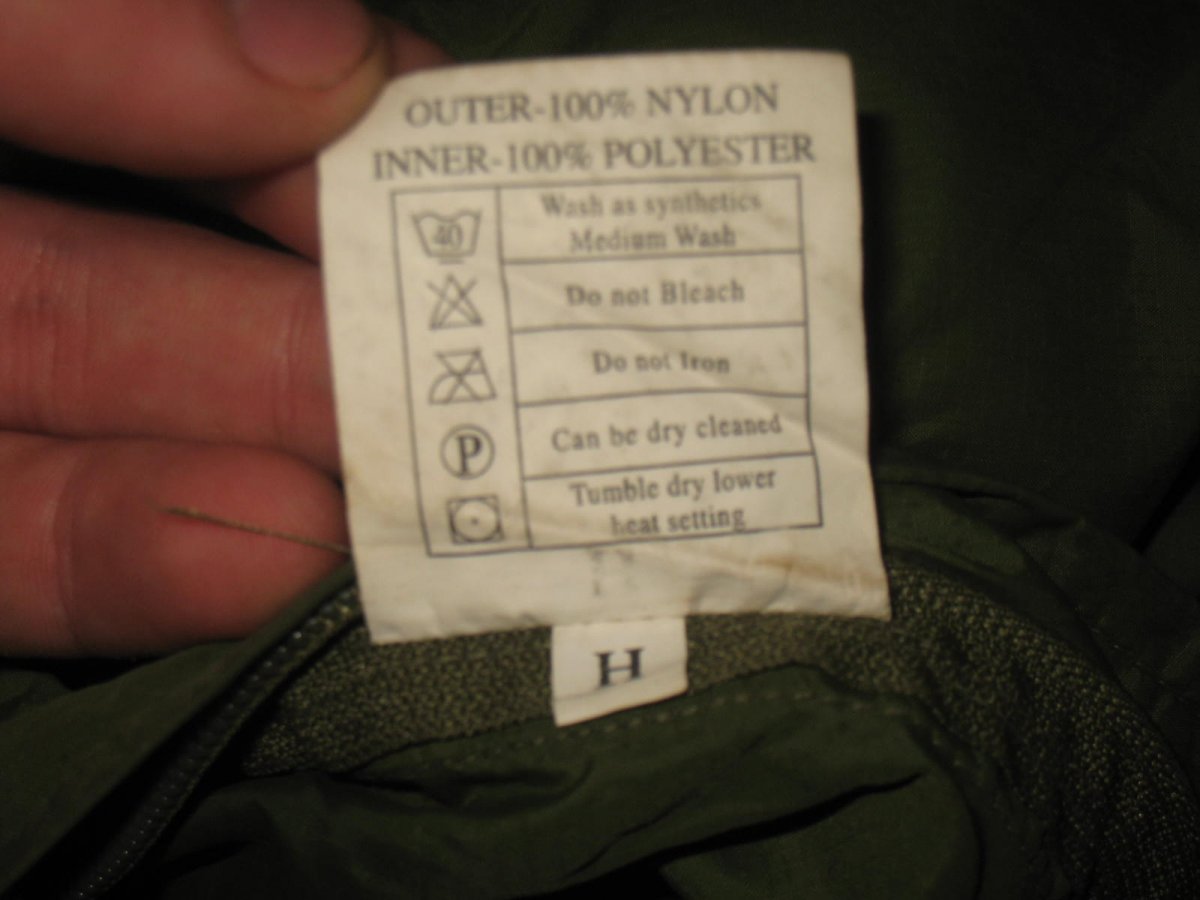 OUTER-100% NYLON
INNER-100% POLYESTER
40
Wash as synthetics
Medium Wash
Do not Bleach
Do not Iron
P
Can be dry cleaned
Tumble dry lower
heat setting
H